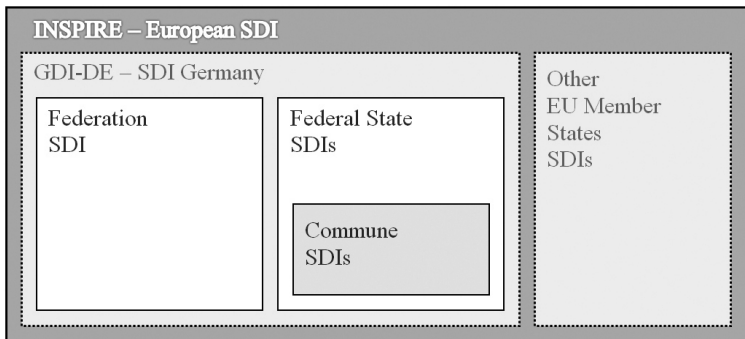 INSPIRE – European SDI
GDI-DE – SDI Germany
Federation
SDI
Federal State
SDIs
Commune
SDIs
Other
EU Member
States
SDIs